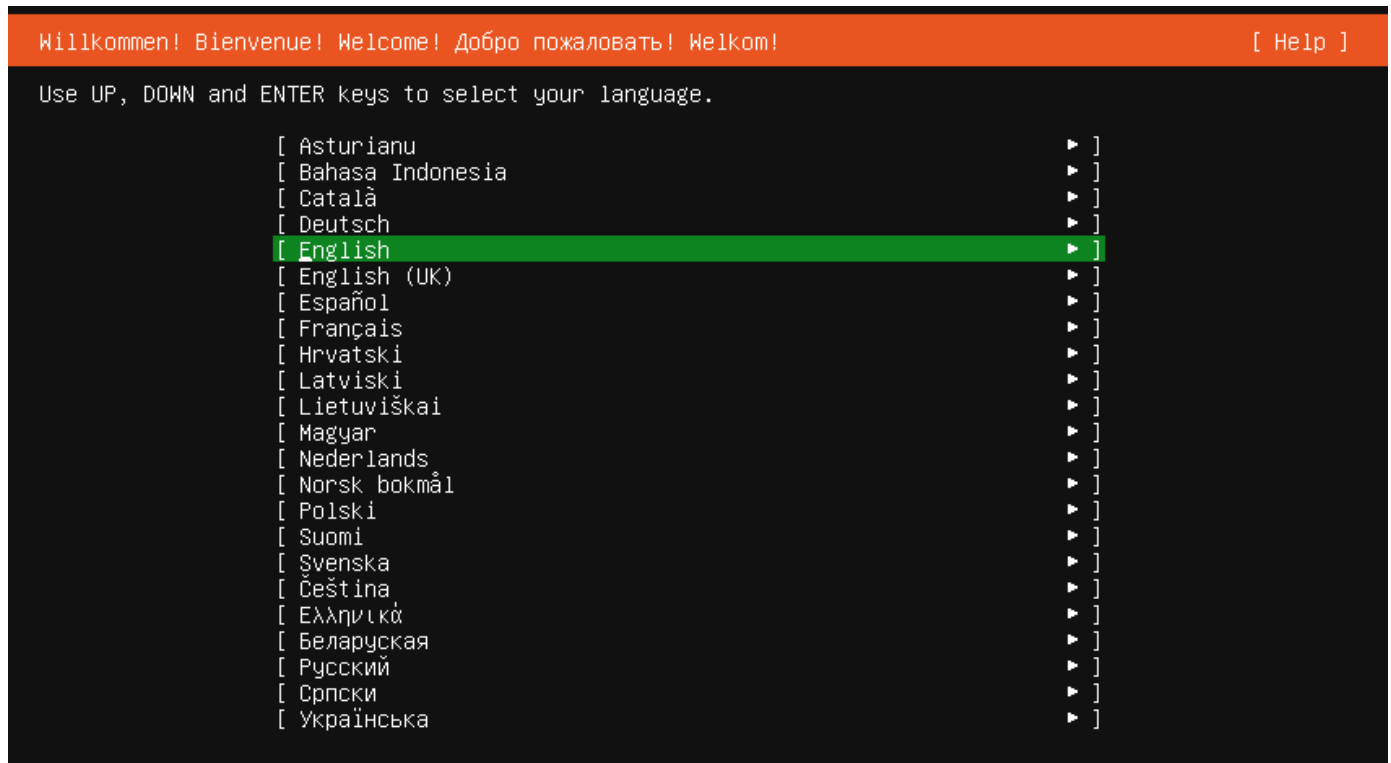 Willkommen! Bienvenue! Welcome! Добро пожаловать! Welkom! [ Help ]
Use UP, DOWN and ENTER keys to select your language.
[ Asturianu ► ]
[ Bahasa Indonesia ► ]
[ Català ► ]
[ Deutsch ► ]
[ English ► ]
[ English (UK) ► ]
[ Español ► ]
[ Français ► ]
[ Hrvatski ► ]
[ Latviski ► ]
[ Lietuviškai ► ]
[ Magyar ► ]
[ Nederlands ► ]
[ Norsk bokmål ► ]
[ Polski ► ]
[ Suomi ► ]
[ Svenska ► ]
[ Čeština ► ]
[ Ελληνικά ► ]
[ Беларуская ► ]
[ Русский ► ]
[ Српски ► ]
[ Українська ► ]